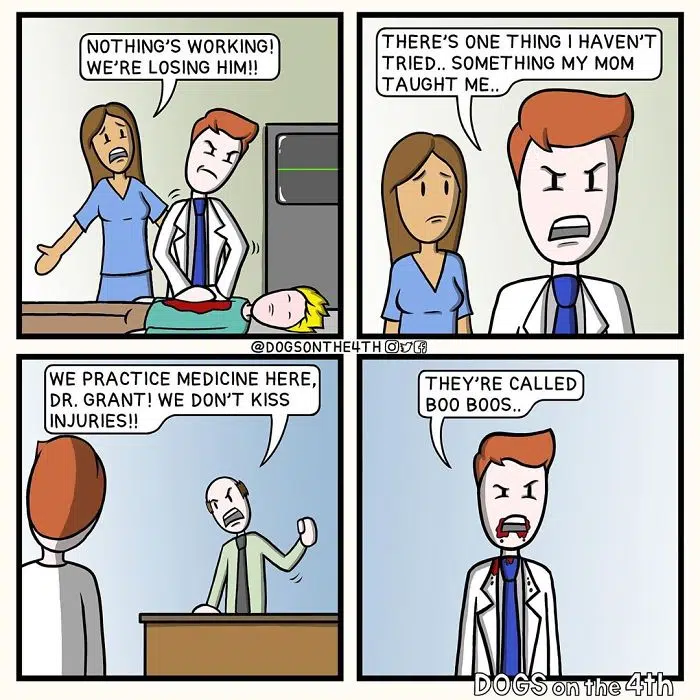 NOTHING'S WORKING!
WE'RE LOSING HIM!!
THERE'S ONE THING I HAVEN'T
TRIED.. SOMETHING MY MOM
TAUGHT ME..
@DOGSONTHE4TH
WE PRACTICE MEDICINE HERE,
DR. GRANT! WE DON'T KISS
INJURIES!!
THEY'RE CALLED
BOO BOOS..
DOGS on the 4th